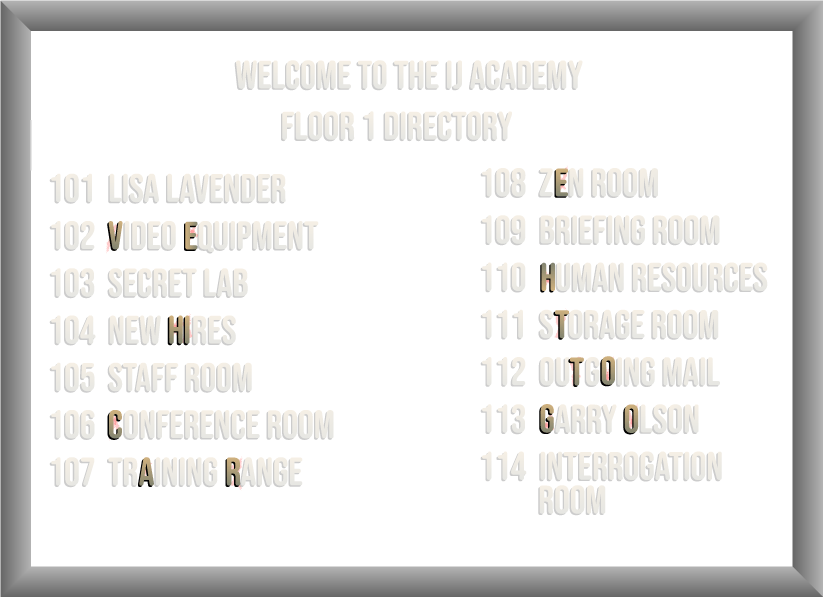 WELCOME TO THE IJ ACADEMY
FLOOR 1 DIRECTORY
101 LISA LAVENDER
102 VIDEO EQUIPMENT
103 SECRET LAB
104 NEW HIRES
105 STAFF ROOM
106 CONFERENCE ROOM
107 TRAINING RANGE
108 ZEN ROOM
109 BRIEFING ROOM
110 HUMAN RESOURCES
111 STORAGE ROOM
112 OUTGOING MAIL
113 GARRY OLSON
114 INTERROGATION
ROOM